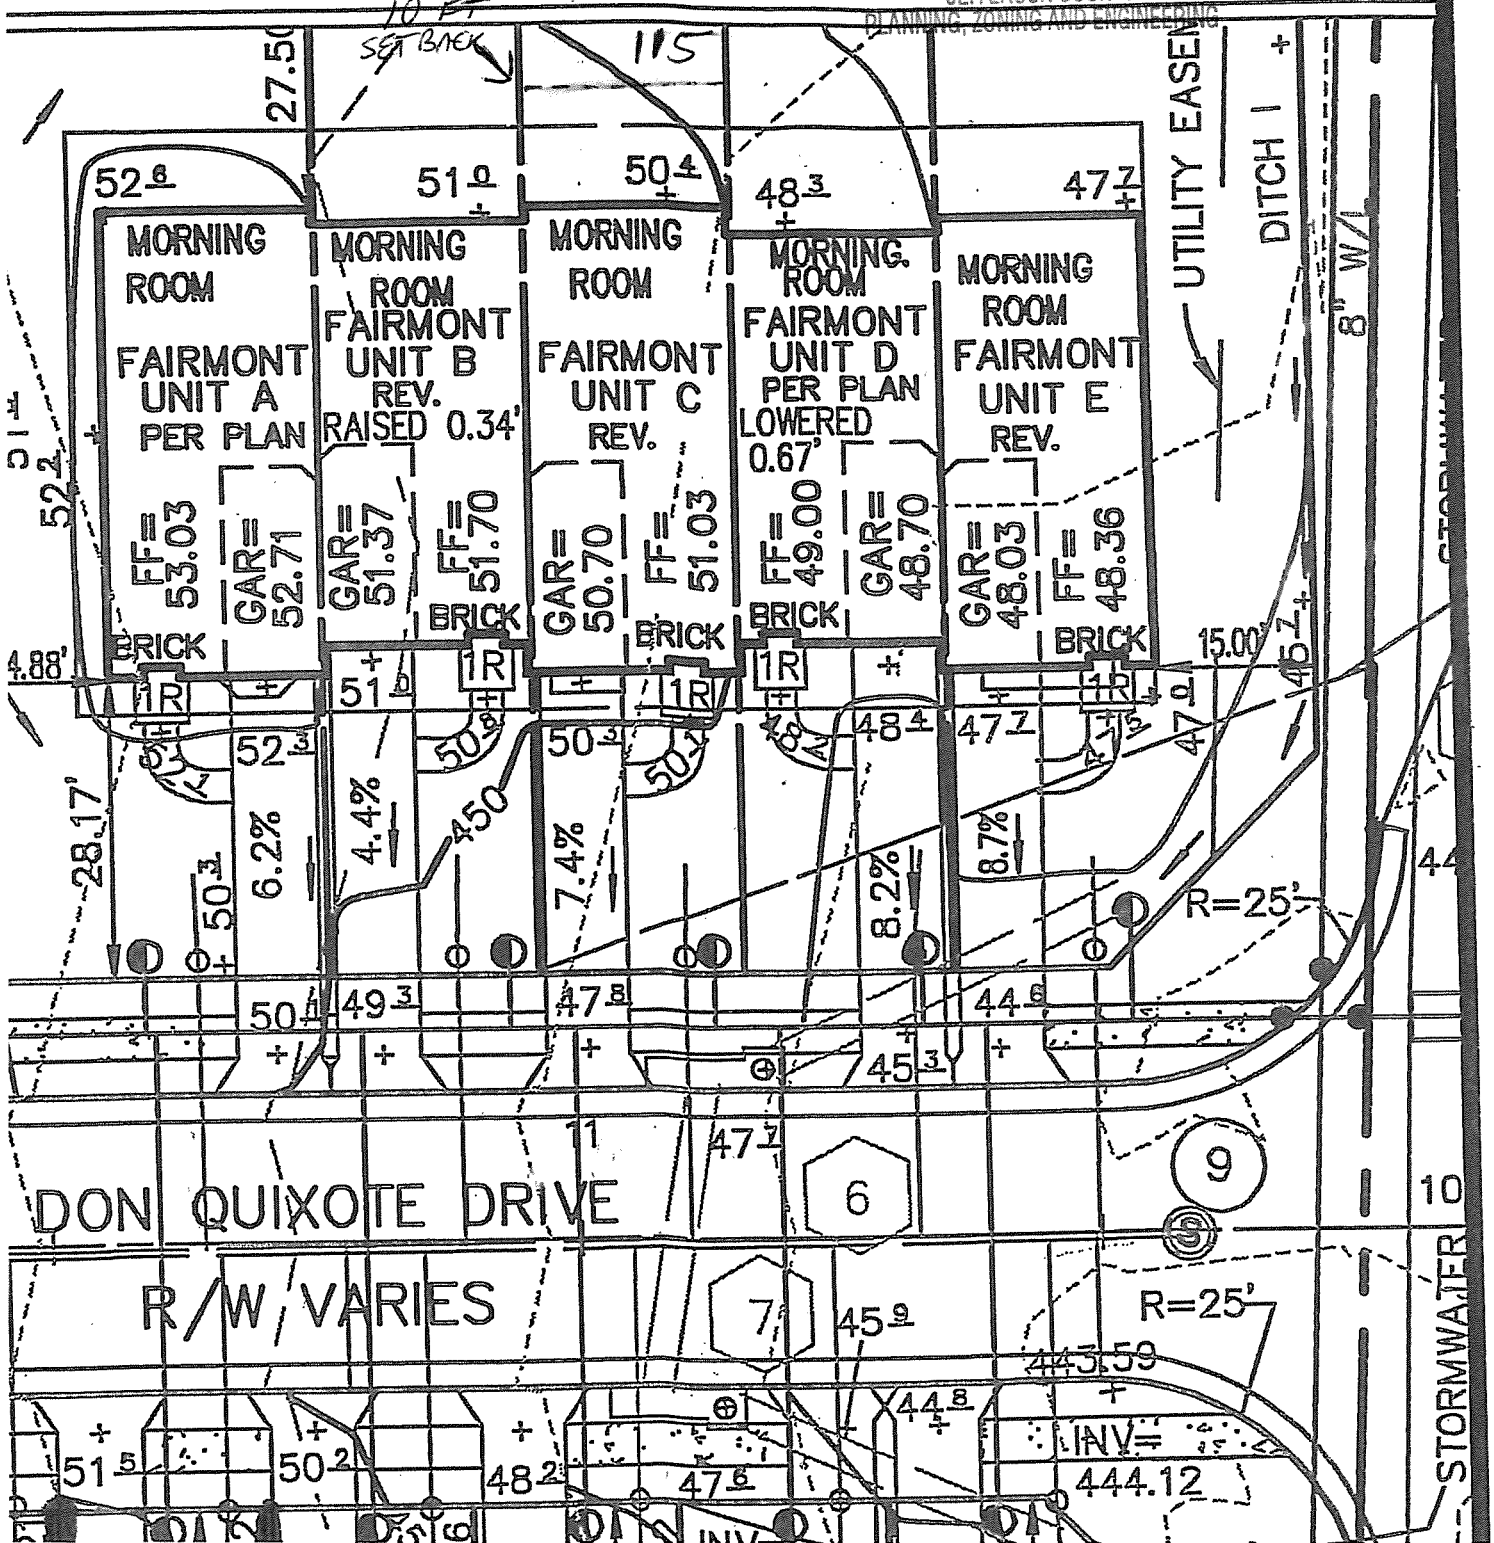 10 FT
SET BACK
115
PLANNING, ZONING AND ENGINEERING
27.50
UTILITY EASEM
DITCH 1
8" W/L
52 6
51 0
50 4
48 3
47 7
MORNING
ROOM
FAIRMONT
UNIT A
PER PLAN
MORNING
ROOM
FAIRMONT
UNIT B
REV.
RAISED 0.34'
MORNING
ROOM
FAIRMONT
UNIT C
REV.
MORNING.
ROOM
FAIRMONT
UNIT D
PER PLAN
LOWERED
0.67'
MORNING
ROOM
FAIRMONT
UNIT E
REV.
52 2
FF=
53.03
GAR=
52.71
GAR=
51.37
FF=
51.70
GAR=
50.70
FF=
51.03
FF=
49.00
GAR=
48.70
GAR=
48.03
FF=
48.36
BRICK
BRICK
BRICK
BRICK
BRICK
4.88'
1R
51 0
1R
1R
1R
1R
15.00'
45 7
47 0
52 3
50 8
50 3
50 1
48 2
48 4
47 7
28.17'
50 3
6.2%
4.4%
450
7.4%
8.2%
8.7%
R=25'
44
50 1
49 3
47 8
44 6
45 3
11
47 7
6
9
DON QUIXOTE DRIVE
10
S
R/W VARIES
7
45 9
R=25'
443.59
44 8
51 5
50 2
48 2
47 6
INV=
444.12
STORMWATER
INV=